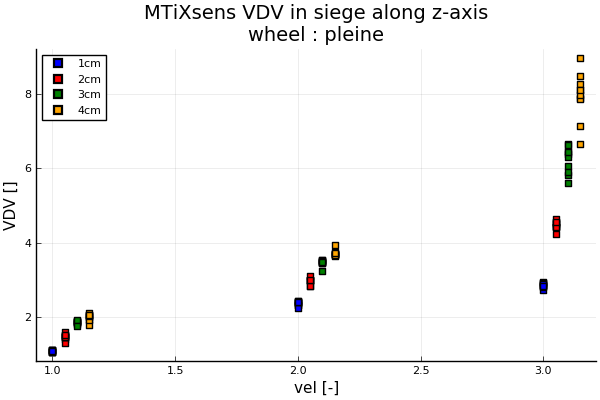 MTiXsens VDV in siege along z-axis
wheel : pleine
1cm
2cm
3cm
4cm
VDV []
8
6
4
2
1.0 1.5 2.0 2.5 3.0
vel [-]